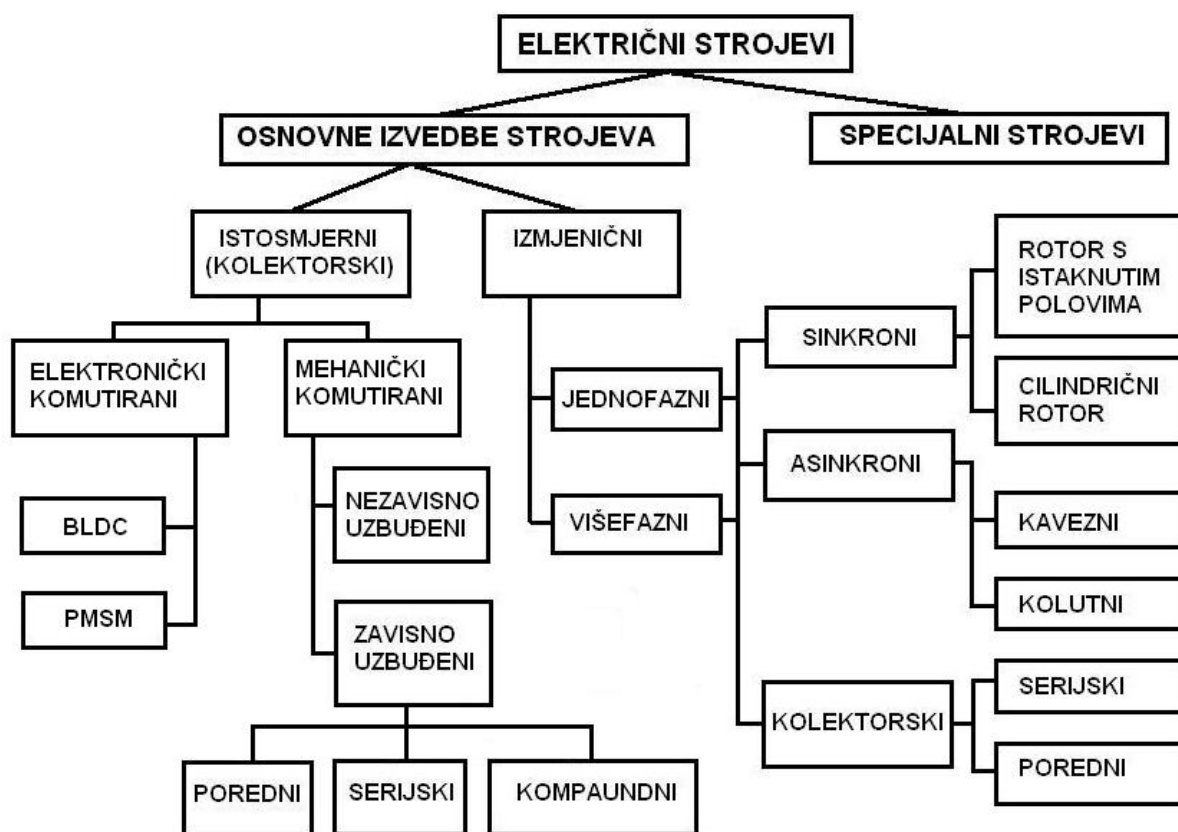 ELEKTRIČNI STROJEVI
OSNOVNE IZVEDBE STROJEVA
SPECIJALNI STROJEVI
ISTOSMJERNI
(KOLEKTORSKI)
IZMJENIČNI
ELEKTRONIČKI
KOMUTIRANI
MEHANIČKI
KOMUTIRANI
BLDC
PMSM
NEZAVISNO
UZBUĐENI
ZAVISNO
UZBUĐENI
POREDNI
SERIJSKI
KOMPAUNDNI
JEDNOFAZNI
VIŠEFAZNI
SINKRONI
ROTOR S
ISTAKNUTIM
POLOVIMA
CILINDRIČNI
ROTOR
ASINKRONI
KAVEZNI
KOLUTNI
KOLEKTORSKI
SERIJSKI
POREDNI